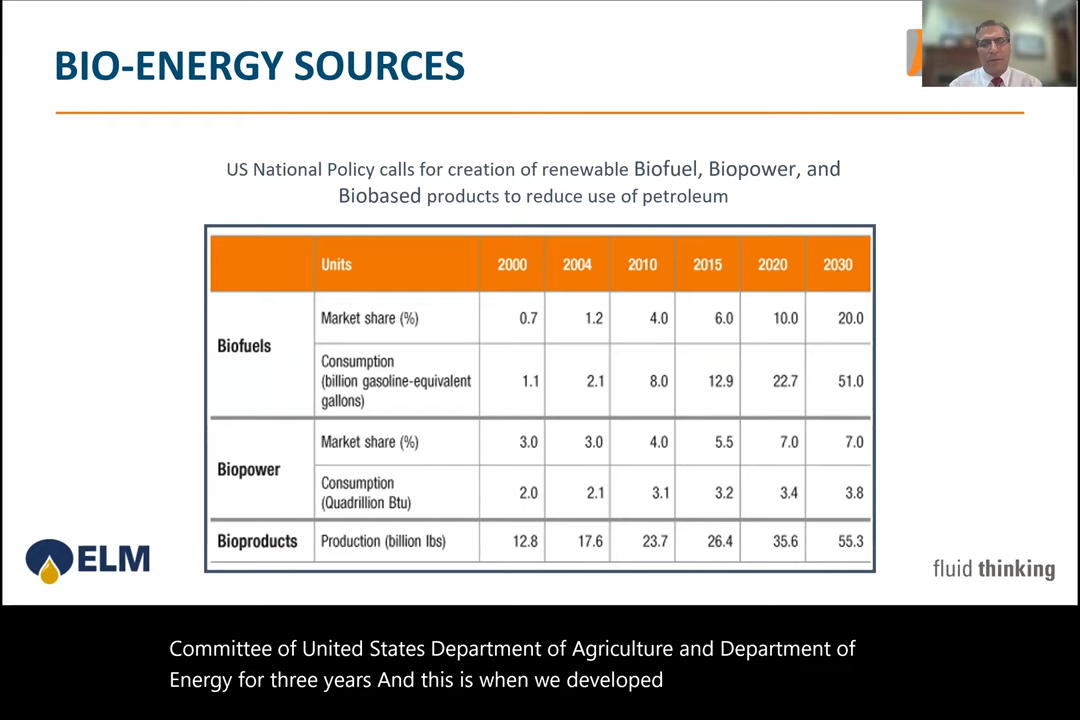 BIO-ENERGY SOURCES
US National Policy calls for creation of renewable Biofuel, Biopower, and
Biobased products to reduce use of petroleum
Units 2000 2004 2010 2015 2020 2030
Biofuels
Market share (%) 0.7 1.2 4.0 6.0 10.0 20.0
Consumption
(billion gasoline-equivalent
gallons) 1.1 2.1 8.0 12.9 22.7 51.0
Biopower
Market share (%) 3.0 3.0 4.0 5.5 7.0 7.0
Consumption
(Quadrillion Btu) 2.0 2.1 3.1 3.2 3.4 3.8
Bioproducts Production (billion lbs) 12.8 17.6 23.7 26.4 35.6 55.3
ELM
fluid thinking
Committee of United States Department of Agriculture and Department of
Energy for three years And this is when we developed